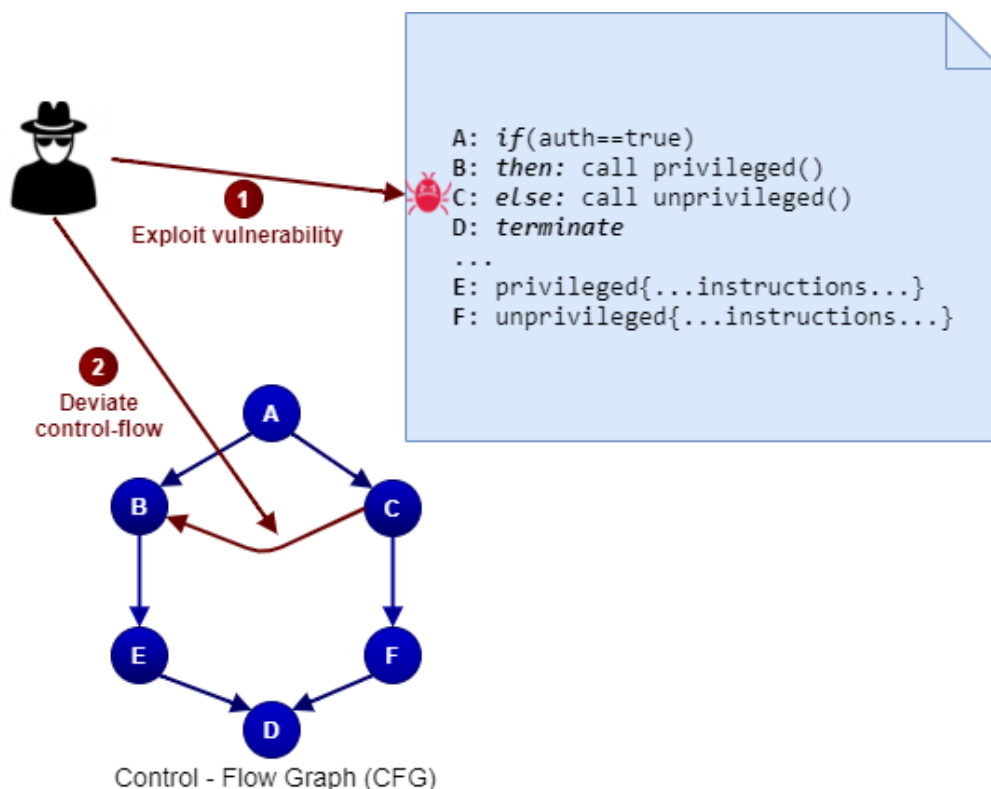 A: if(auth==true)
B: then: call privileged()
C: else: call unprivileged()
D: terminate
...
E: privileged{...instructions...}
F: unprivileged{...instructions...}
1
Exploit vulnerability
2
Deviate
control-flow
A
B
C
E
F
D
Control - Flow Graph (CFG)